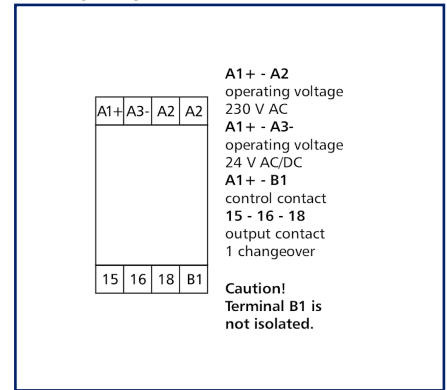 A1+ A3- A2 A2
15 16 18 B1
A1+ - A2
operating voltage
230 V AC
A1+ - A3-
operating voltage
24 V AC/DC
A1+ - B1
control contact
15 - 16 - 18
output contact
1 changeover
Caution!
Terminal B1 is
not isolated.